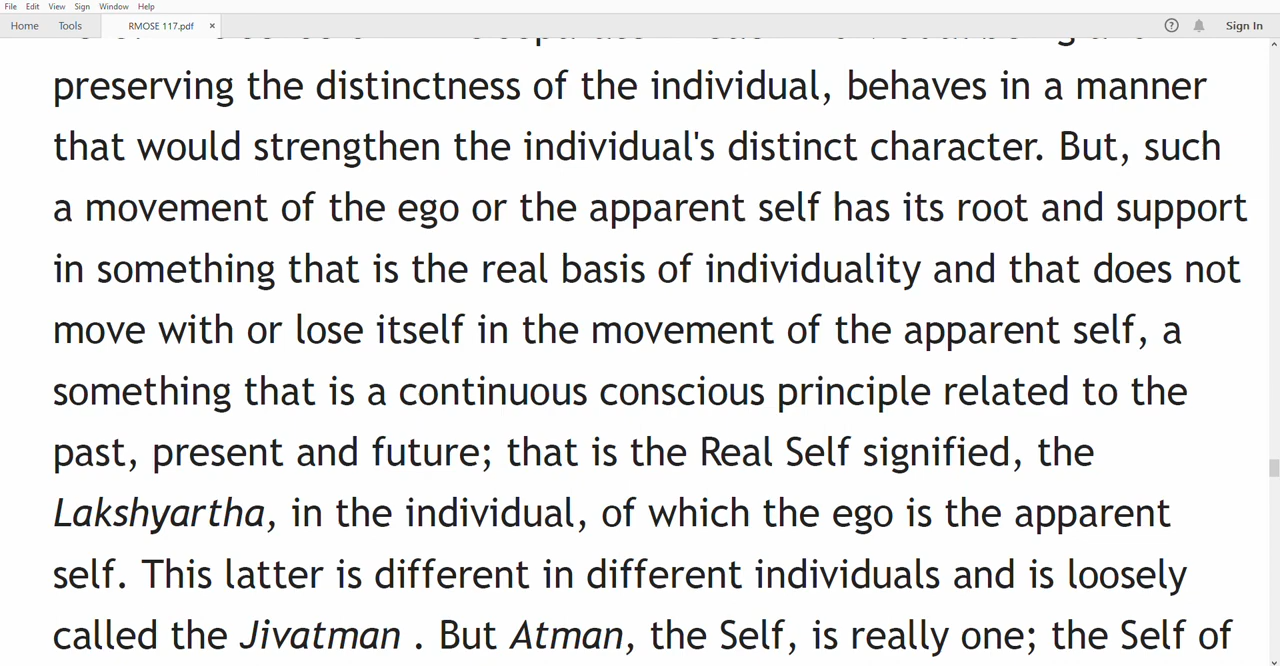 File Edit View Sign Window Help
Home Tools RMOSE 117.pdf × Sign In
preserving the distinctness of the individual, behaves in a manner
that would strengthen the individual's distinct character. But, such
a movement of the ego or the apparent self has its root and support
in something that is the real basis of individuality and that does not
move with or lose itself in the movement of the apparent self, a
something that is a continuous conscious principle related to the
past, present and future; that is the Real Self signified, the
Lakshyartha, in the individual, of which the ego is the apparent
self. This latter is different in different individuals and is loosely
called the Jivatman . But Atman, the Self, is really one; the Self of